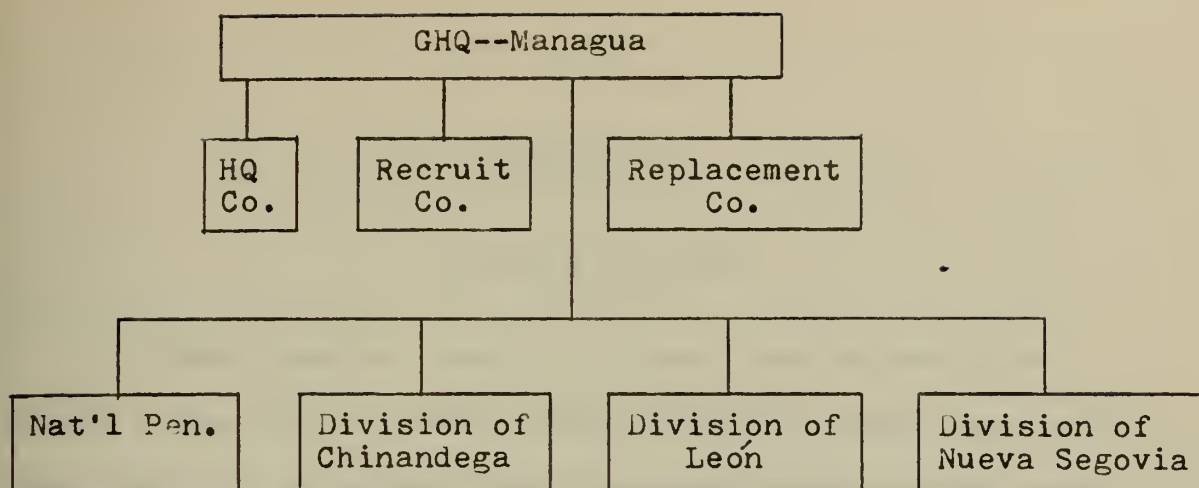 GHQ--Managua
HQ
Co.
Recruit
Co.
Replacement
Co.
Nat'l Pen.
Division of
Chinandega
Division of
León
Division of
Nueva Segovia